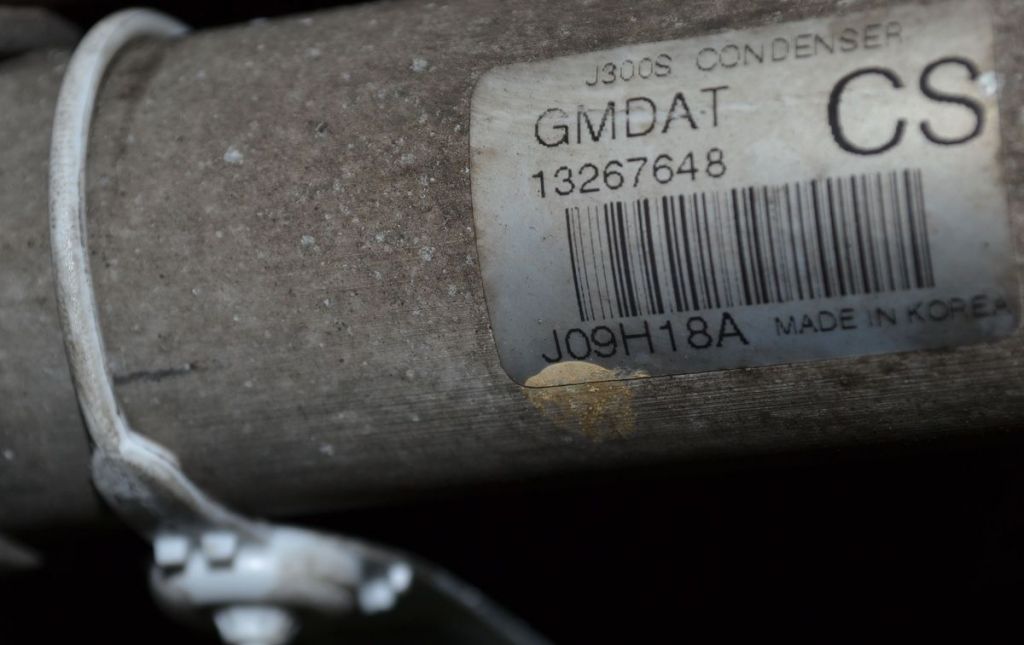 J300S CONDENSER
GMDAT
CS
13267648
J09H18A
MADE IN KOREA